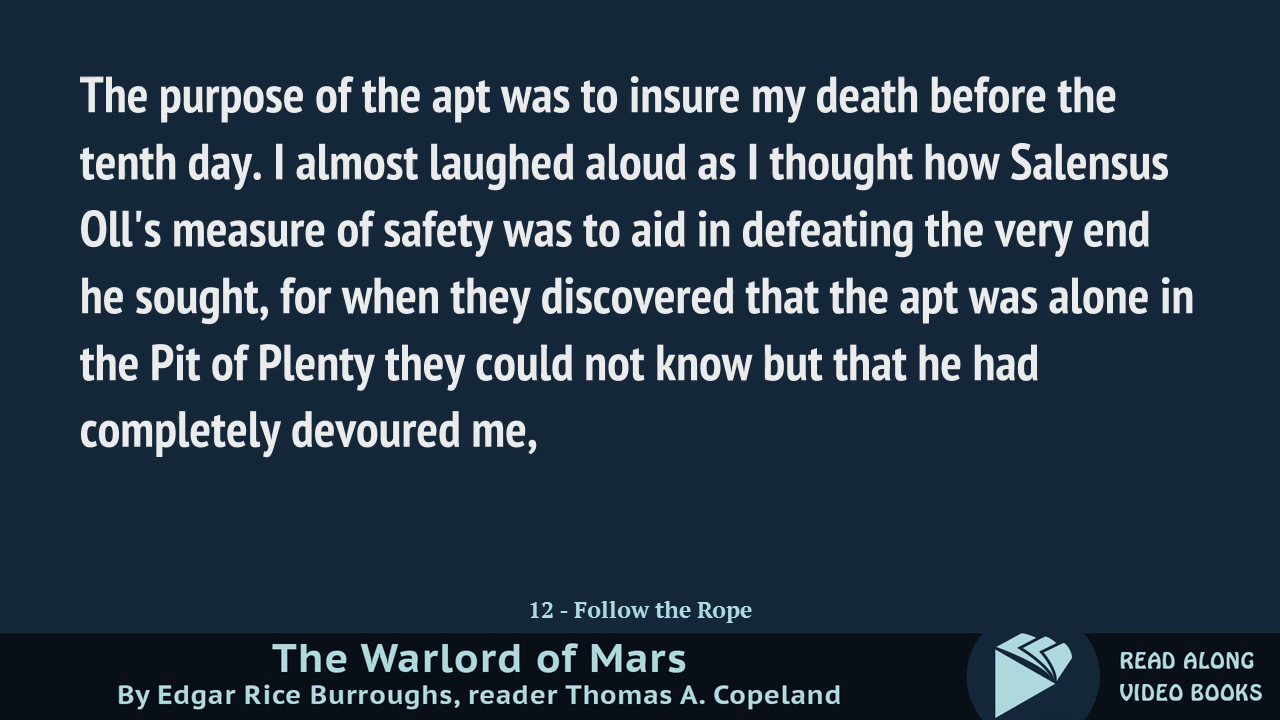 The purpose of the apt was to insure my death before the
tenth day. I almost laughed aloud as I thought how Salensus
Oll's measure of safety was to aid in defeating the very end
he sought, for when they discovered that the apt was alone in
the Pit of Plenty they could not know but that he had
completely devoured me,
12 - Follow the Rope
The Warlord of Mars
By Edgar Rice Burroughs, reader Thomas A. Copeland
READ ALONG
VIDEO BOOKS